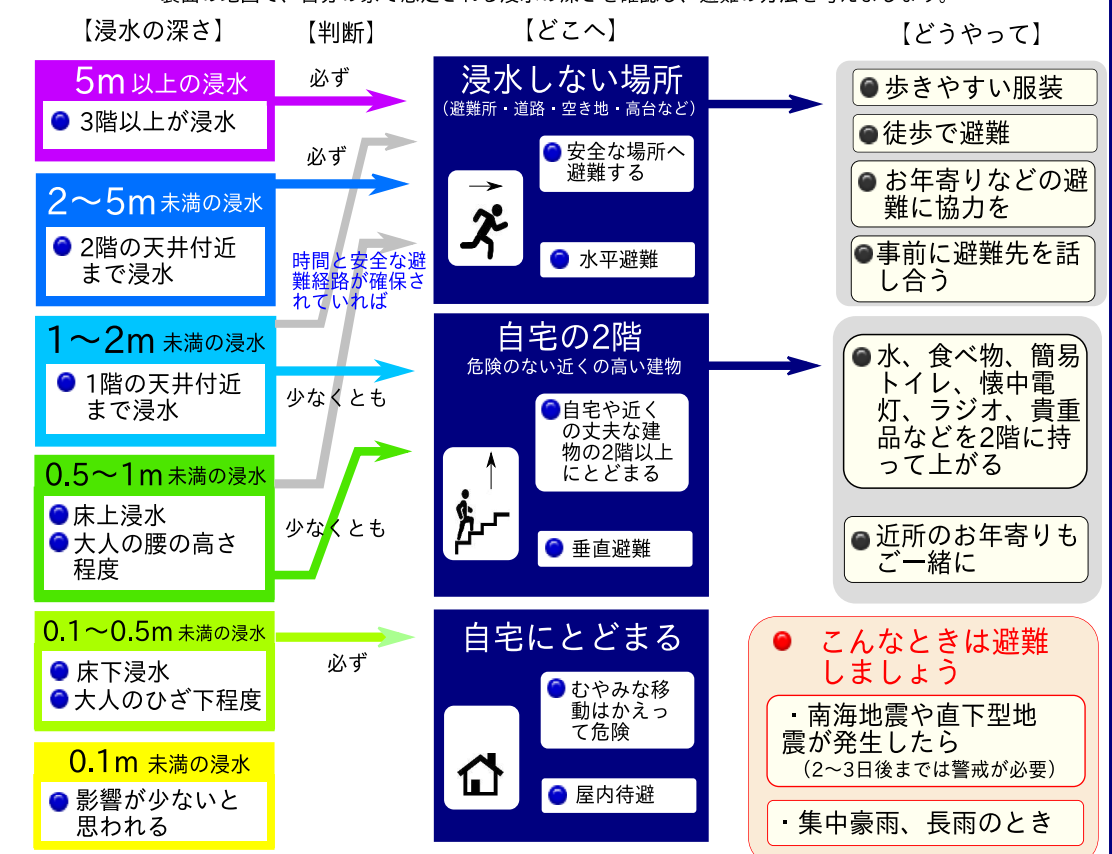 【浸水の深さ】
【判断】
【どこへ】
【どうやって】
5m以上の浸水
3階以上が浸水
必ず
2～5m未満の浸水
2階の天井付近
まで浸水
必ず
時間と安全な避
難経路が確保さ
れていれば
1～2m 未満の浸水
1階の天井付近
まで浸水
少なくとも
0.5～1m未満の浸水
床上浸水
大人の腰の高さ
程度
少なくとも
0.1～0.5m未満の浸水
床下浸水
大人のひざ下程度
必ず
0.1m 未満の浸水
影響が少ないと
思われる
浸水しない場所
（避難所・道路・空き地・高台など）
安全な場所へ
避難する
水平避難
自宅の2階
危険のない近くの高い建物
自宅や近く
の丈夫な建
物の2階以上
にとどまる
垂直避難
自宅にとどまる
むやみな移
動はかえっ
て危険
屋内待避
歩きやすい服装
徒歩で避難
お年寄りなどの避
難に協力を
事前に避難先を話
し合う
水、食べ物、簡易
トイレ、懐中電
灯、ラジオ、貴重
品などを2階に持
って上がる
近所のお年寄りも
ご一緒に
こんなときは避難
しましょう
・南海地震や直下型地
震が発生したら
（2～3日後までは警戒が必要）
・集中豪雨、長雨のとき